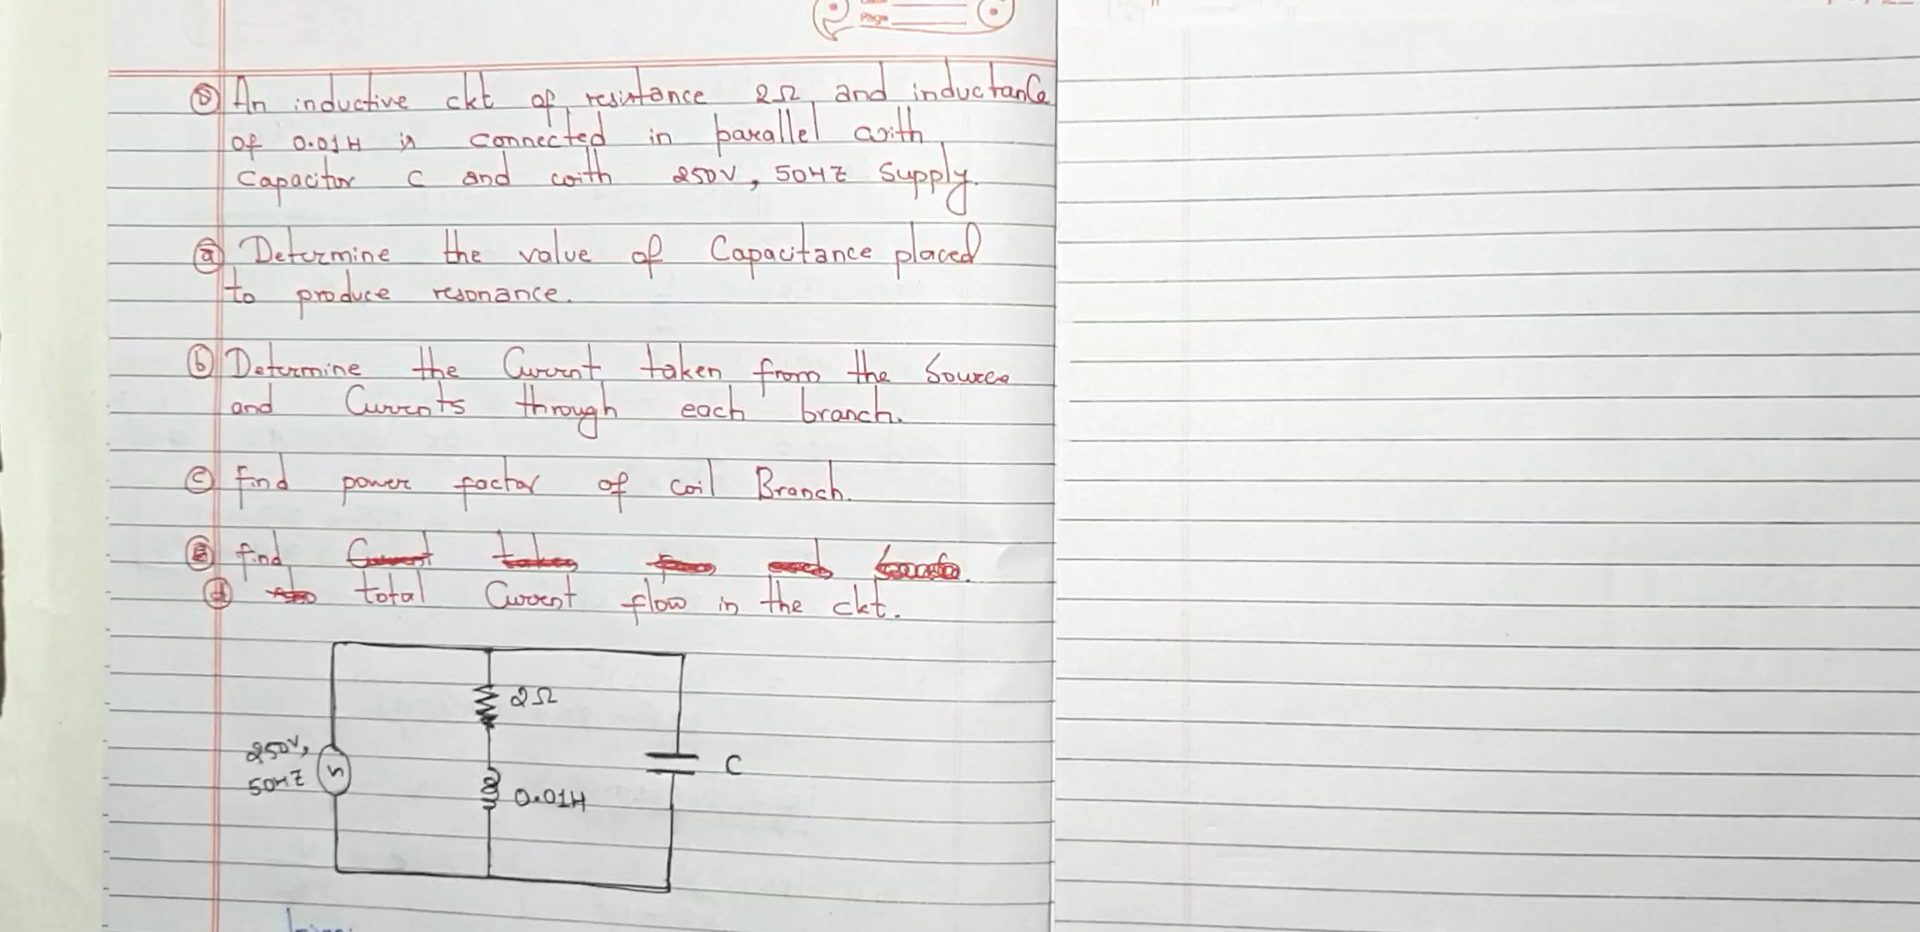 Page
⑤ An inductive ckt of resistance 2Ω and inductance
of 0.01H is connected in parallel with
capacitor C and with 250V, 50HZ supply.
ⓐ Determine the value of Capacitance placed
to produce resonance.
ⓑ Determine the Current taken from the source
and Currents through each branch.
ⓒ find power factor of coil Branch.
find
ⓓ total Current flow in the ckt.
2Ω
250V,
50HZ
C
0.01H